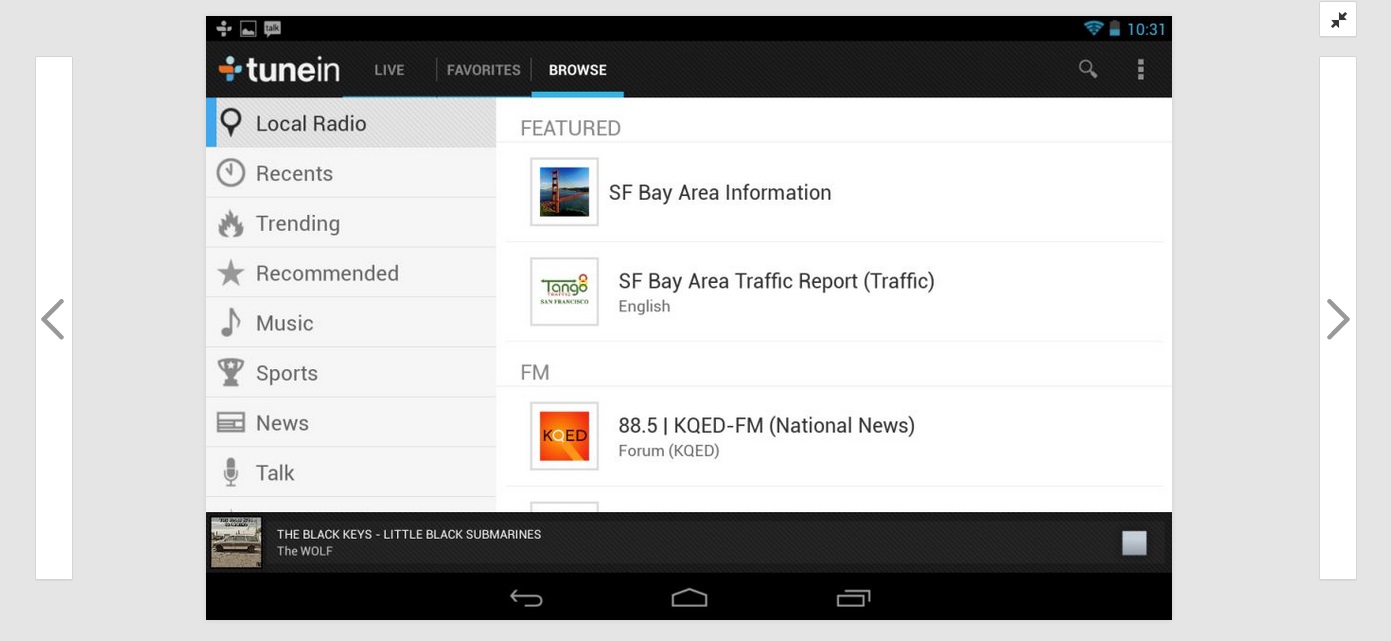 talk
10:31
tunein
LIVE
FAVORITES
BROWSE
Local Radio
Recents
Trending
Recommended
Music
Sports
News
Talk
FEATURED
SF Bay Area Information
Tango
TRAFFIC
SAN FRANCISCO
SF Bay Area Traffic Report (Traffic)
English
FM
KQED
88.5 | KQED-FM (National News)
Forum (KQED)
THE BLACK KEYS - LITTLE BLACK SUBMARINES
The WOLF